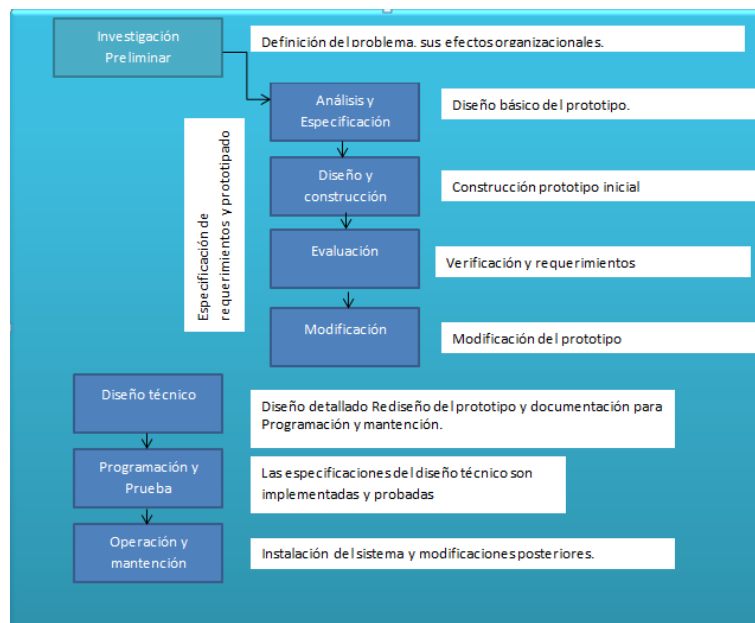 Investigación
Preliminar
Definición del problema. sus efectos organizacionales.
Análisis y
Especificación
Diseño básico del prototipo.
Especificación de
requerimientos y prototipado
Diseño y
construcción
Construcción prototipo inicial
Evaluación
Verificación y requerimientos
Modificación
Modificación del prototipo
Diseño técnico
Diseño detallado Rediseño del prototipo y documentación para
Programación y mantención.
Programación y
Prueba
Las especificaciones del diseño técnico son
implementadas y probadas
Operación y
mantención
Instalación del sistema y modificaciones posteriores.